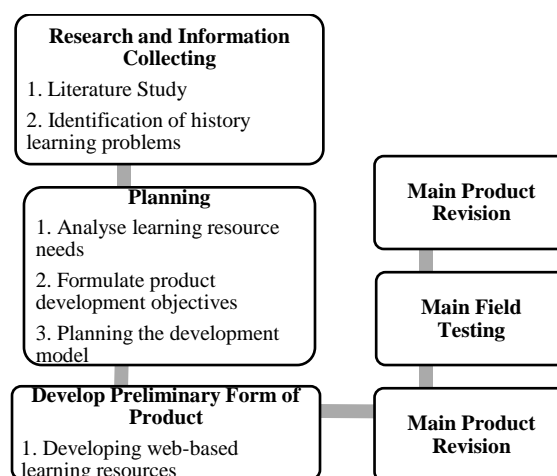 Research and Information
Collecting
1. Literature Study
2. Identification of history
learning problems
Planning
1. Analyse learning resource
needs
2. Formulate product
development objectives
3. Planning the development
model
Develop Preliminary Form of
Product
1. Developing web-based
learning resources
Main Product
Revision
Main Field
Testing
Main Product
Revision